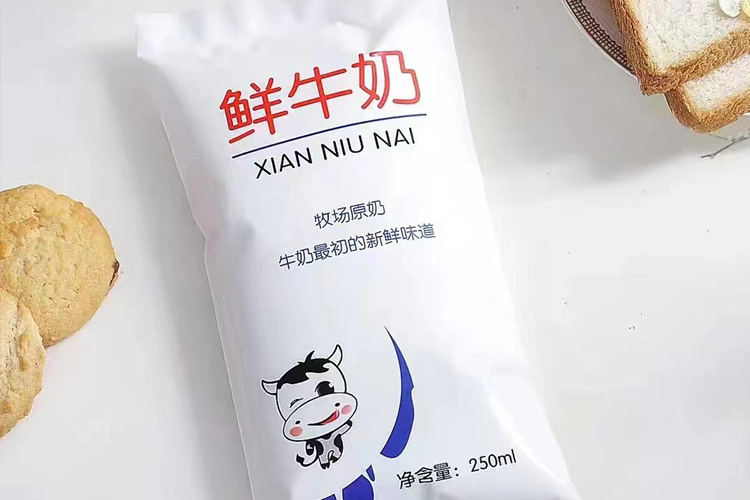 鲜牛奶
XIAN NIU NAI
牧场原奶
牛奶最初的新鲜味道
净含量：250ml